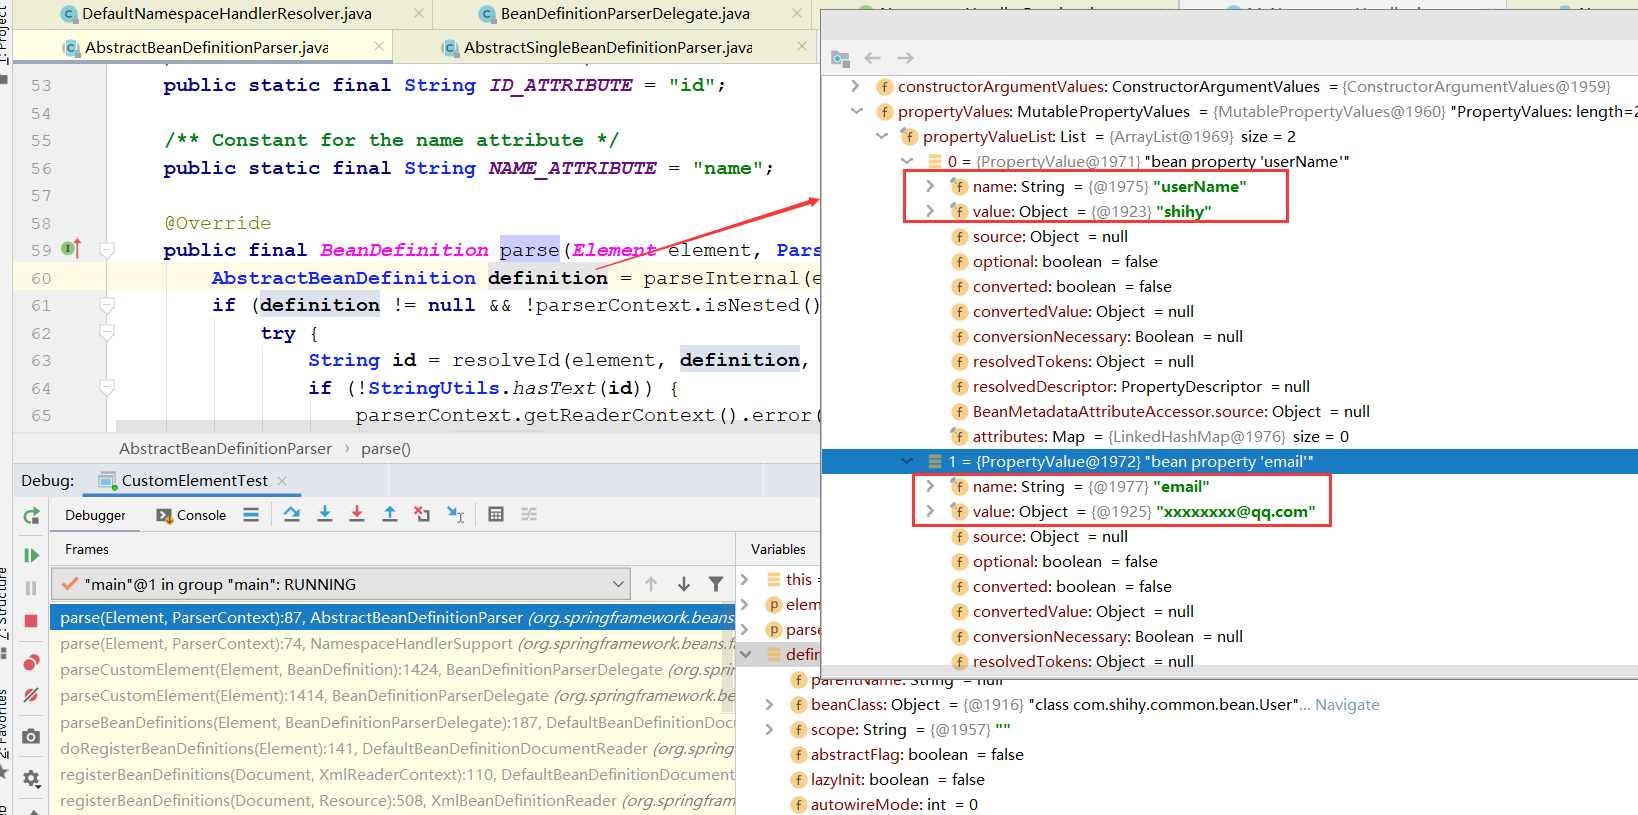 DefaultNamespaceHandlerResolver.java
BeanDefinitionParserDelegate.java
AbstractBeanDefinitionParser.java
AbstractSingleBeanDefinitionParser.java
53 public static final String ID_ATTRIBUTE = "id";
54
55 /** Constant for the name attribute */
56 public static final String NAME_ATTRIBUTE = "name";
57
58 @Override
59 public final BeanDefinition parse(Element element, Pars
60 AbstractBeanDefinition definition = parseInternal(e
61 if (definition != null && !parserContext.isNested()
62 try {
63 String id = resolveId(element, definition,
64 if (!StringUtils.hasText(id)) {
65 parserContext.getReaderContext().error(
AbstractBeanDefinitionParser › parse()
constructorArgumentValues: ConstructorArgumentValues = {ConstructorArgumentValues@1959}
propertyValues: MutablePropertyValues = {MutablePropertyValues@1960} "PropertyValues: length=2
propertyValueList: List = {ArrayList@1969} size = 2
0 = {PropertyValue@1971} "bean property 'userName'"
name: String = {@1975} "userName"
value: Object = {@1923} "shihy"
source: Object = null
optional: boolean = false
converted: boolean = false
convertedValue: Object = null
conversionNecessary: Boolean = null
resolvedTokens: Object = null
resolvedDescriptor: PropertyDescriptor = null
BeanMetadataAttributeAccessor.source: Object = null
attributes: Map = {LinkedHashMap@1976} size = 0
1 = {PropertyValue@1972} "bean property 'email'"
name: String = {@1977} "email"
value: Object = {@1925} "xxxxxxxx@qq.com"
source: Object = null
optional: boolean = false
converted: boolean = false
convertedValue: Object = null
conversionNecessary: Boolean = null
resolvedTokens: Object = null
Debug: CustomElementTest
Debugger Console
Frames
"main"@1 in group "main": RUNNING
parse(Element, ParserContext):87, AbstractBeanDefinitionParser (org.springframework.beans
parse(Element, ParserContext):74, NamespaceHandlerSupport (org.springframework.beans.f
parseCustomElement(Element, BeanDefinition):1424, BeanDefinitionParserDelegate (org.sp
parseCustomElement(Element):1414, BeanDefinitionParserDelegate (org.springframework.be
parseBeanDefinitions(Element, BeanDefinitionParserDelegate):187, DefaultBeanDefinitionDocu
doRegisterBeanDefinitions(Element):141, DefaultBeanDefinitionDocumentReader (org.spring
registerBeanDefinitions(Document, XmlReaderContext):110, DefaultBeanDefinitionDocument
registerBeanDefinitions(Document, Resource):508, XmlBeanDefinitionReader (org.springfram
Variables
this =
elem
parse
defin
parentName: String = null
beanClass: Object = {@1916} "class com.shihy.common.bean.User"... Navigate
scope: String = {@1957} ""
abstractFlag: boolean = false
lazyInit: boolean = false
autowireMode: int = 0
1: Project
Z: Structure
2: Favorites